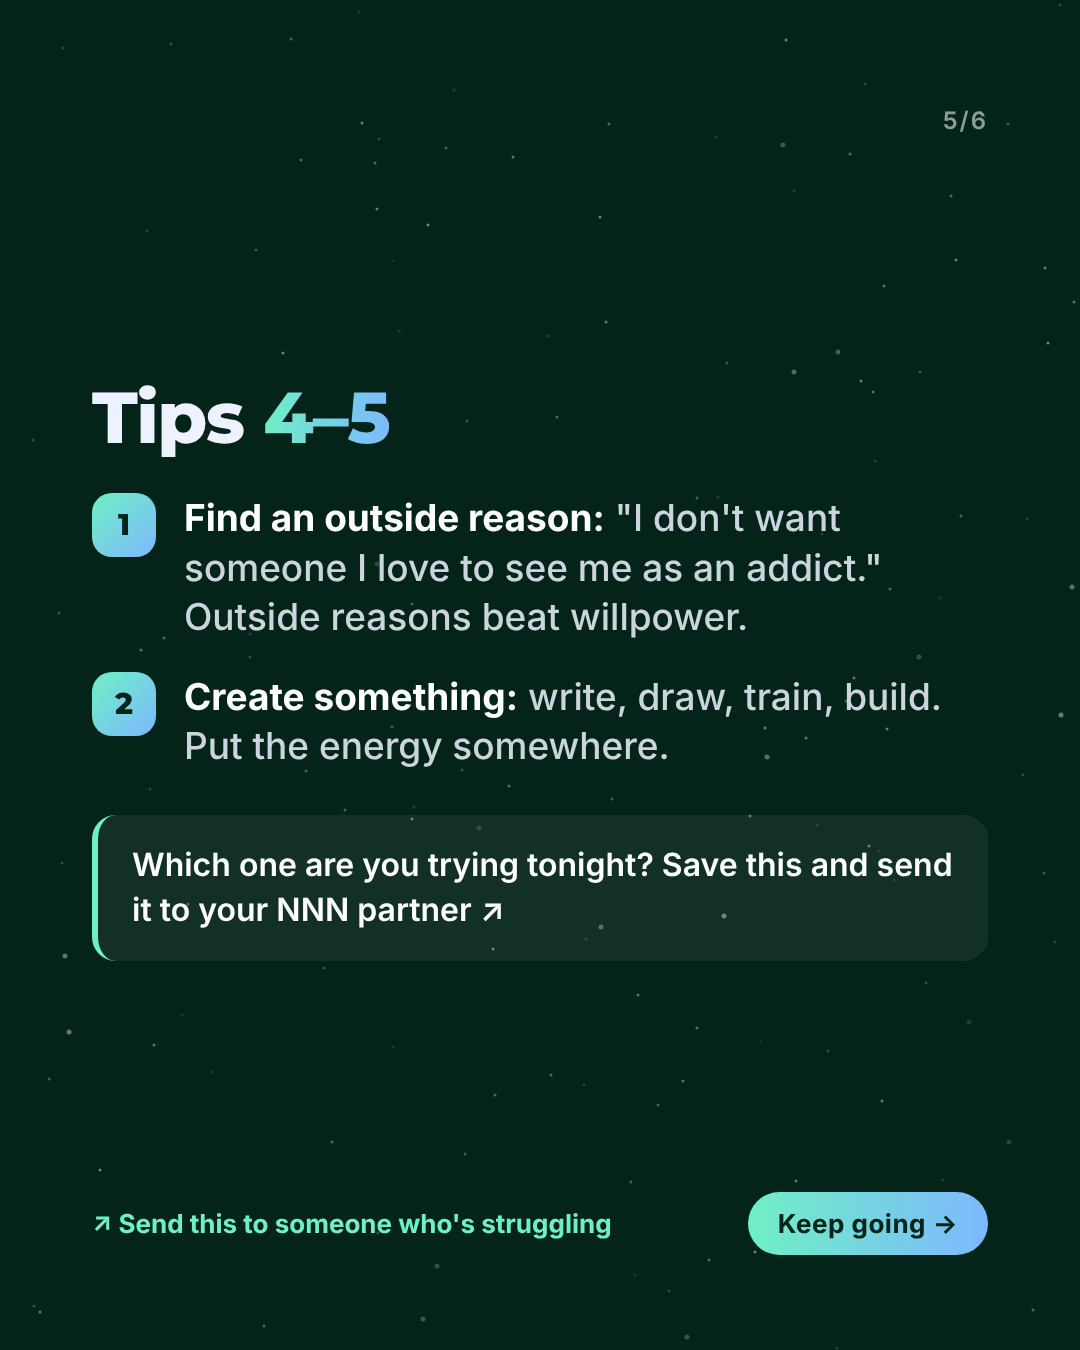 5/6
Tips 4–5
1
Find an outside reason: "I don't want
someone I love to see me as an addict."
Outside reasons beat willpower.
2
Create something: write, draw, train, build.
Put the energy somewhere.
Which one are you trying tonight? Save this and send
it to your NNN partner ↗
↗ Send this to someone who's struggling
Keep going →